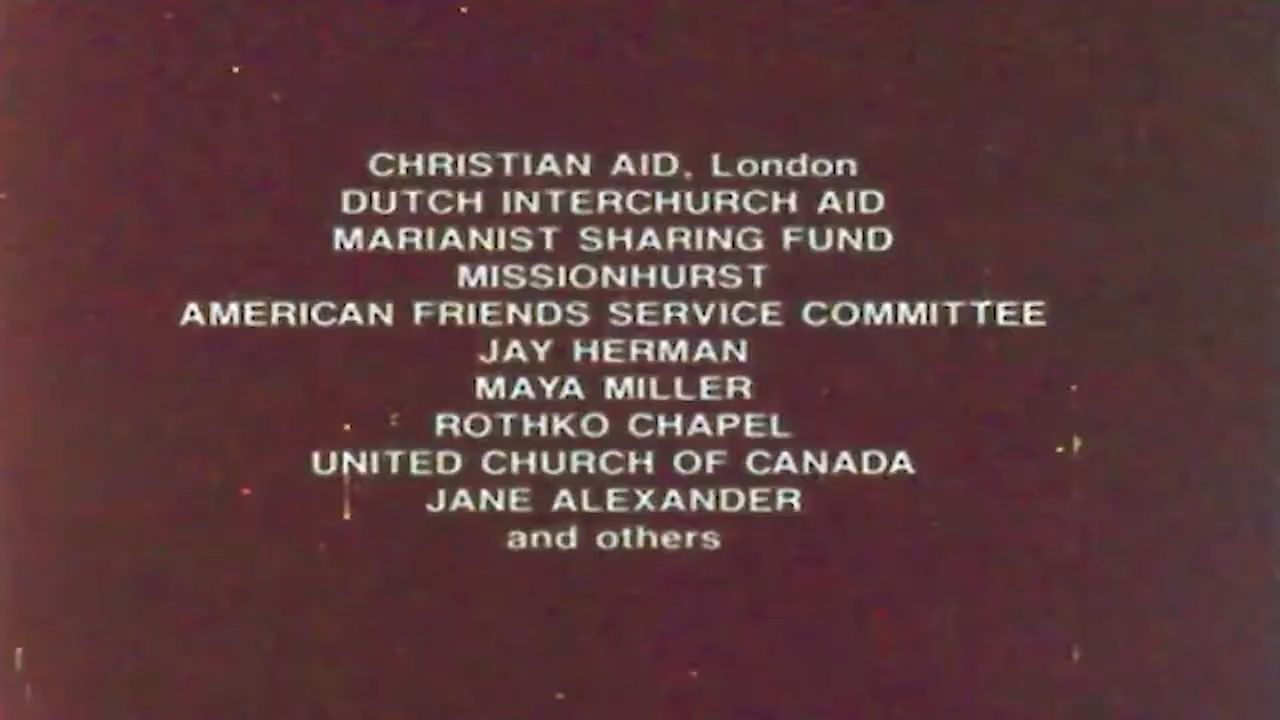 CHRISTIAN AID, London
DUTCH INTERCHURCH AID
MARIANIST SHARING FUND
MISSIONHURST
AMERICAN FRIENDS SERVICE COMMITTEE
JAY HERMAN
MAYA MILLER
ROTHKO CHAPEL
UNITED CHURCH OF CANADA
JANE ALEXANDER
and others